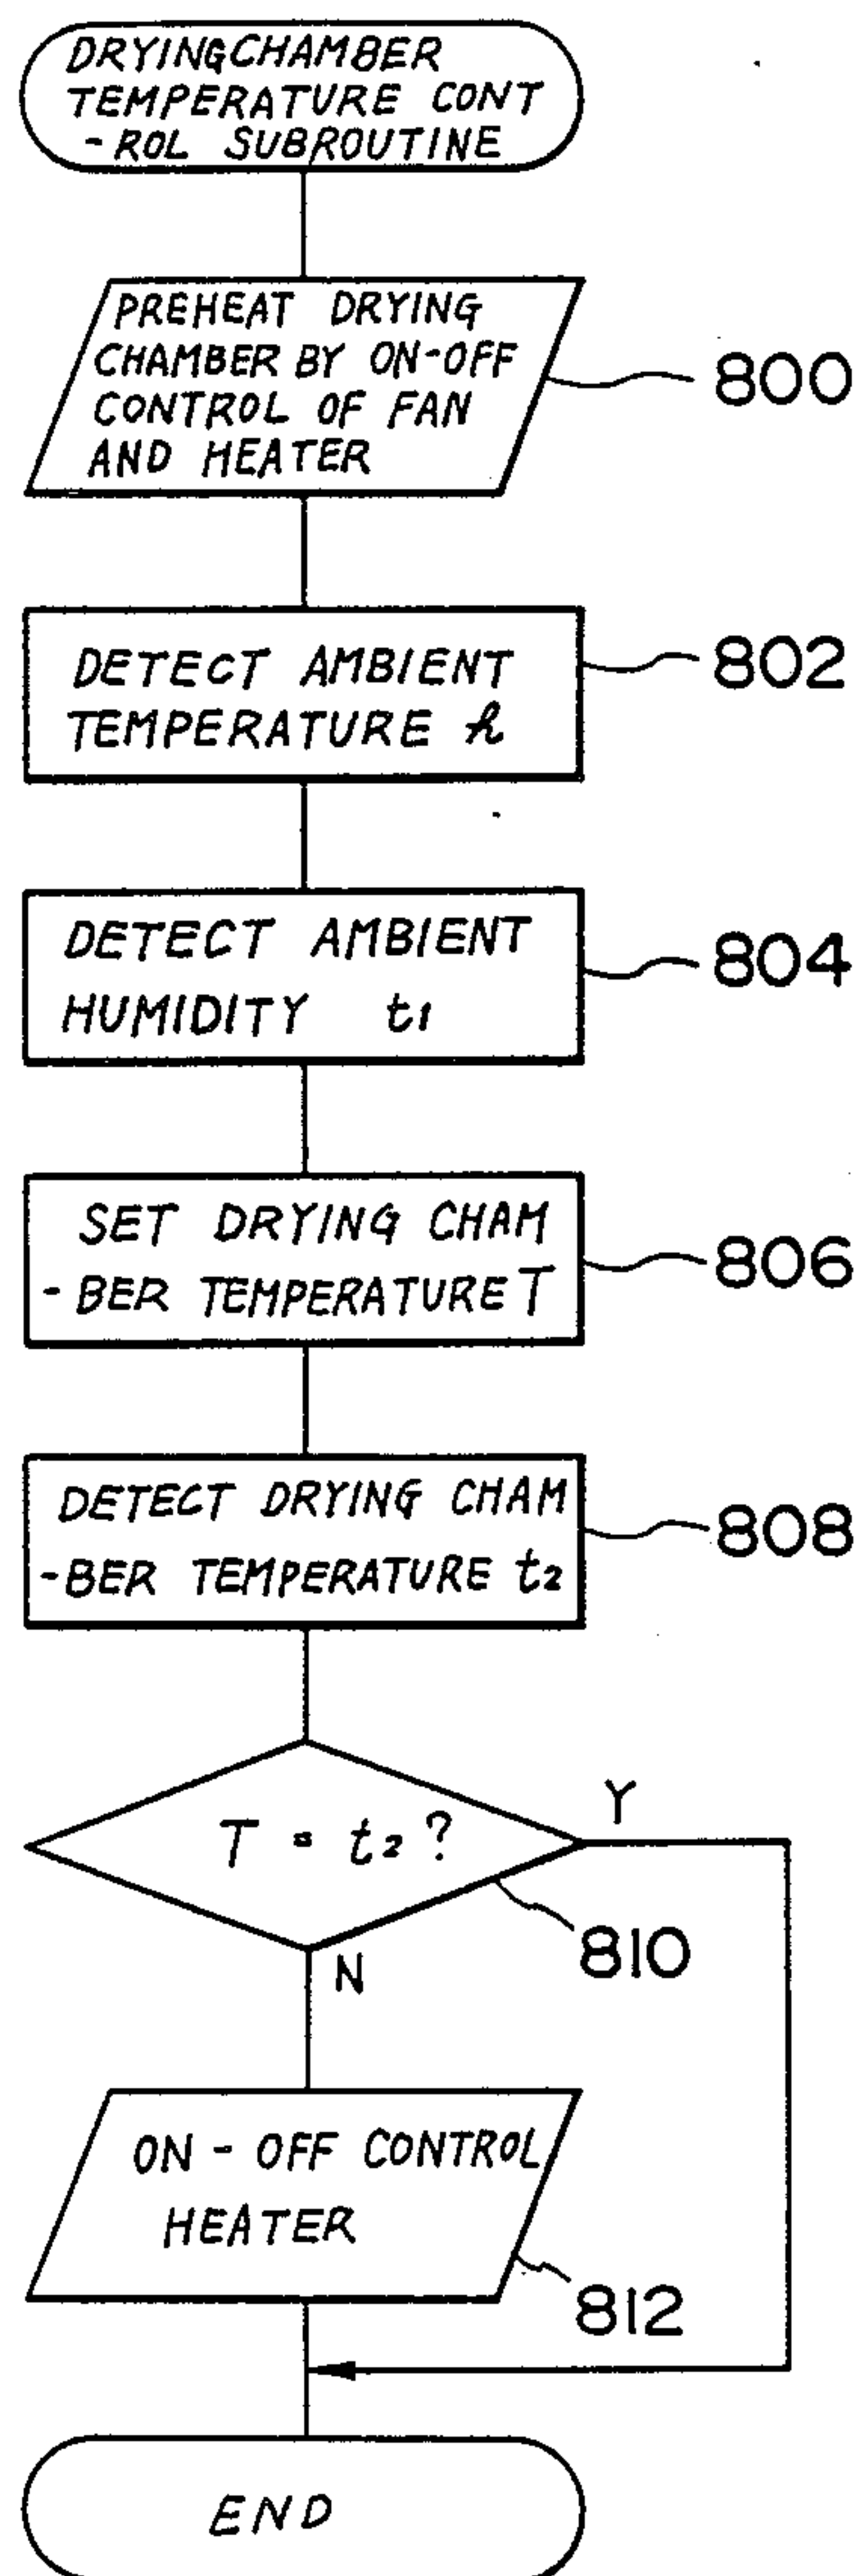 DRYING CHAMBER
TEMPERATURE CONT
-ROL SUBROUTINE
PREHEAT DRYING
CHAMBER BY ON-OFF
CONTROL OF FAN
AND HEATER
800
DETECT AMBIENT
TEMPERATURE h
802
DETECT AMBIENT
HUMIDITY t1
804
SET DRYING CHAM
-BER TEMPERATURE T
806
DETECT DRYING CHAM
-BER TEMPERATURE t2
808
T = t2 ?
Y
810
N
ON - OFF CONTROL
HEATER
812
END